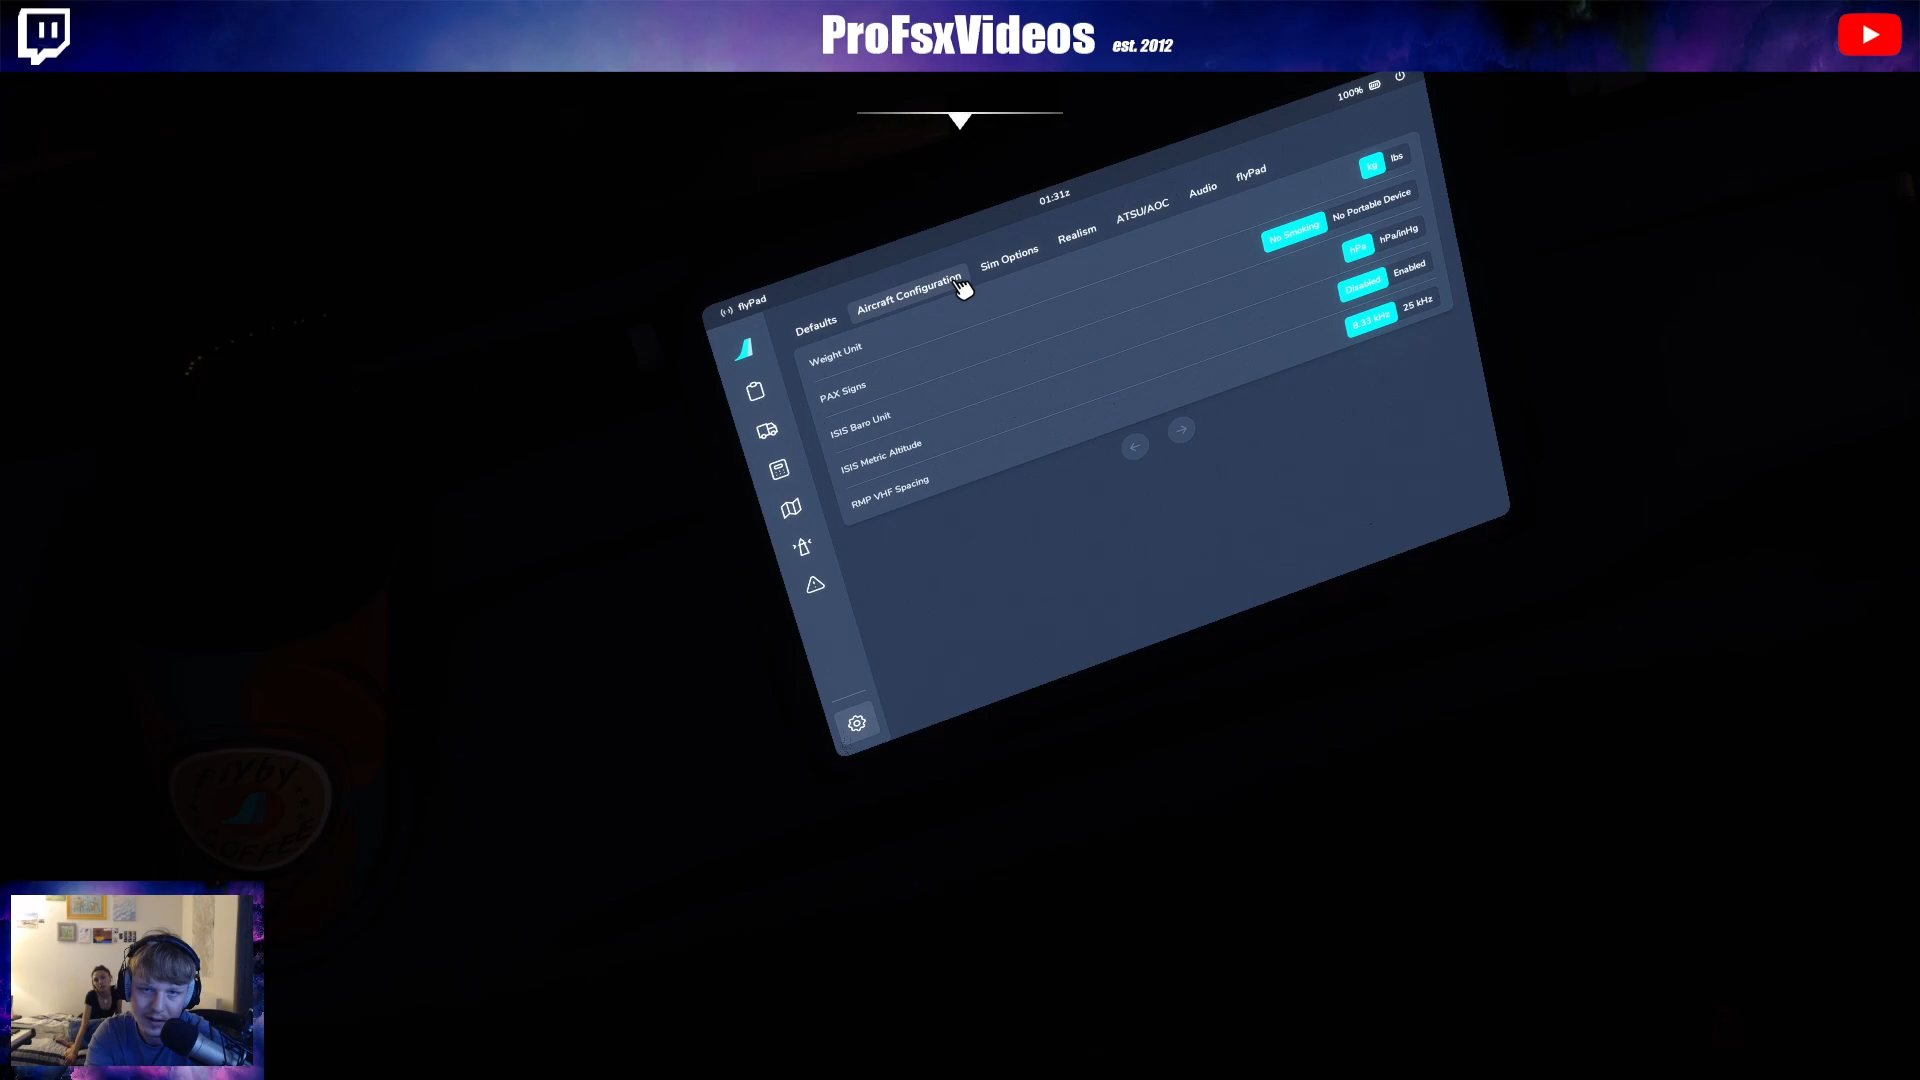 ProFsxVideos est. 2012
100%
01:31z
flyPad
Defaults
Aircraft Configuration
Sim Options
Realism
ATSU/AOC
Audio
flyPad
Weight Unit
kg
lbs
PAX Signs
No Smoking
No Portable Device
ISIS Baro Unit
hPa
hPa/inHg
ISIS Metric Altitude
Disabled
Enabled
RMP VHF Spacing
8.33 kHz
25 kHz
flyby
COFFEE